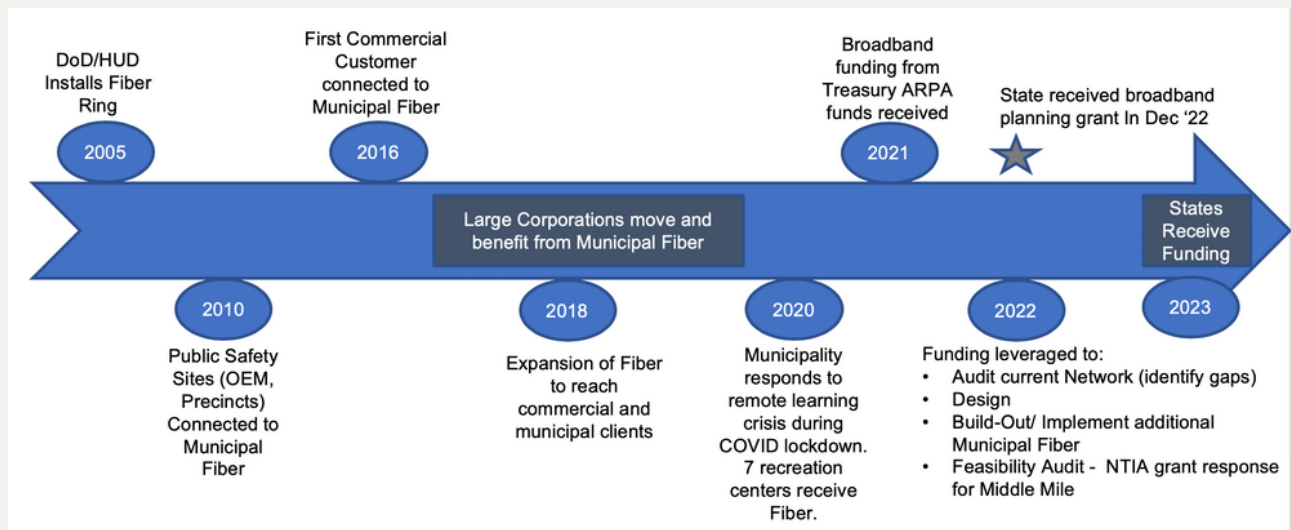 DoD/HUD
Installs Fiber
Ring
2005
First Commercial
Customer
connected to
Municipal Fiber
2016
Broadband
funding from
Treasury ARPA
funds received
2021
State received broadband
planning grant In Dec ‘22
Large Corporations move and
benefit from Municipal Fiber
States
Receive
Funding
2010
Public Safety
Sites (OEM,
Precincts)
Connected to
Municipal
Fiber
2018
Expansion of Fiber
to reach
commercial and
municipal clients
2020
Municipality
responds to
remote learning
crisis during
COVID lockdown.
7 recreation
centers receive
Fiber.
2022
Funding leveraged to:
• Audit current Network (identify gaps)
• Design
• Build-Out/ Implement additional
Municipal Fiber
• Feasibility Audit - NTIA grant response
for Middle Mile
2023